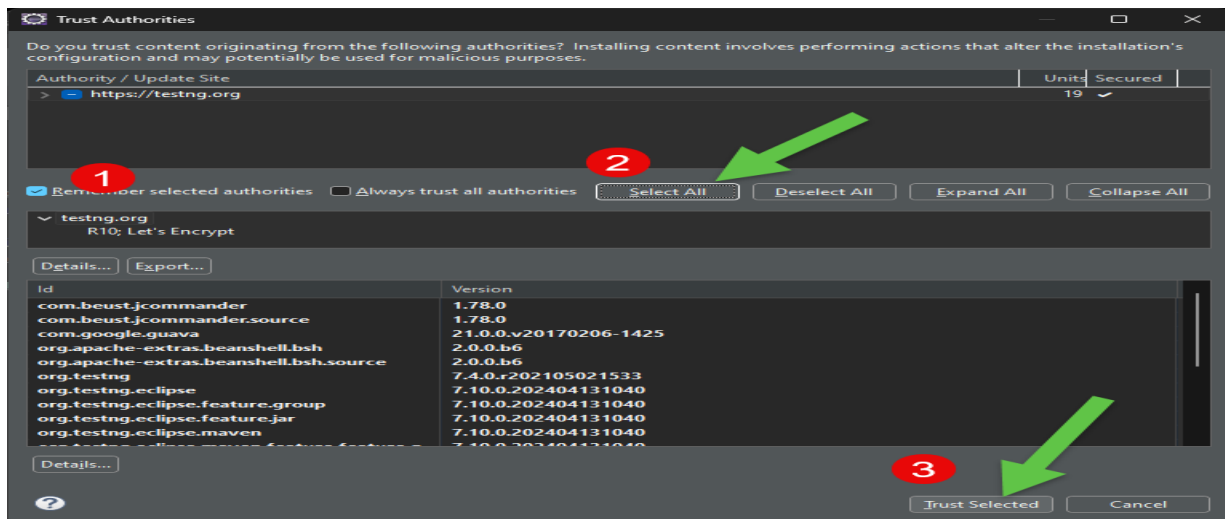 Trust Authorities
Do you trust content originating from the following authorities? Installing content involves performing actions that alter the installation's
configuration and may potentially be used for malicious purposes.
Authority / Update Site Units Secured
https://testng.org 19
1 2
Remember selected authorities Always trust all authorities Select All Deselect All Expand All Collapse All
testng.org
R10; Let's Encrypt
Details... Export...
Id Version
com.beust.jcommander 1.78.0
com.beust.jcommander.source 1.78.0
com.google.guava 21.0.0.v20170206-1425
org.apache-extras.beanshell.bsh 2.0.0.b6
org.apache-extras.beanshell.bsh.source 2.0.0.b6
org.testng 7.4.0.r202105021533
org.testng.eclipse 7.10.0.202404131040
org.testng.eclipse.feature.group 7.10.0.202404131040
org.testng.eclipse.feature.jar 7.10.0.202404131040
org.testng.eclipse.maven 7.10.0.202404131040
Details...
3
? Trust Selected Cancel